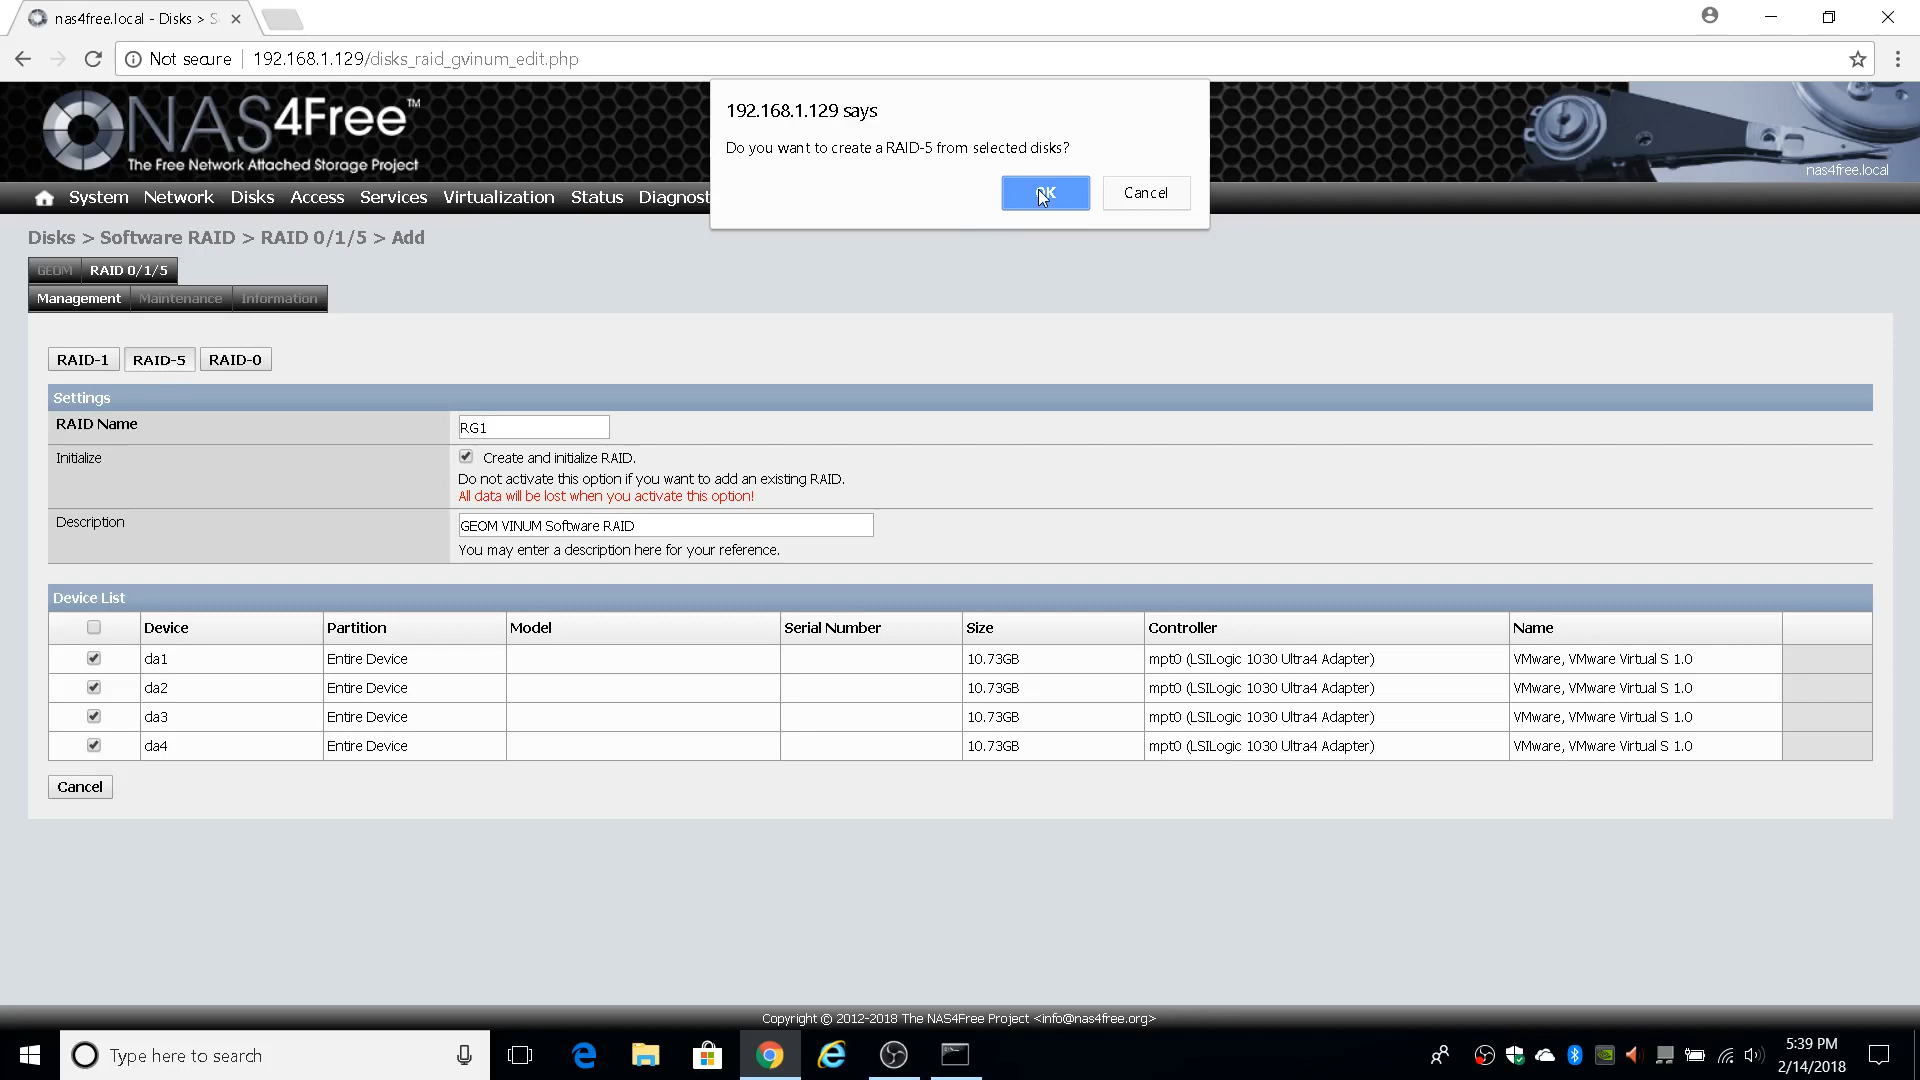 nas4free.local - Disks > S
Not secure
192.168.1.129/disks_raid_gvinum_edit.php
NAS4Free™
The Free Network Attached Storage Project
nas4free.local
192.168.1.129 says
Do you want to create a RAID-5 from selected disks?
OK
Cancel
System Network Disks Access Services Virtualization Status Diagnost
Disks > Software RAID > RAID 0/1/5 > Add
GEOM RAID 0/1/5
Management Maintenance Information
RAID-1 RAID-5 RAID-0
Settings
RAID Name
RG1
Initialize
Create and initialize RAID.
Do not activate this option if you want to add an existing RAID.
All data will be lost when you activate this option!
Description
GEOM VINUM Software RAID
You may enter a description here for your reference.
Device List
Device Partition Model Serial Number Size Controller Name
da1 Entire Device 10.73GB mpt0 (LSILogic 1030 Ultra4 Adapter) VMware, VMware Virtual S 1.0
da2 Entire Device 10.73GB mpt0 (LSILogic 1030 Ultra4 Adapter) VMware, VMware Virtual S 1.0
da3 Entire Device 10.73GB mpt0 (LSILogic 1030 Ultra4 Adapter) VMware, VMware Virtual S 1.0
da4 Entire Device 10.73GB mpt0 (LSILogic 1030 Ultra4 Adapter) VMware, VMware Virtual S 1.0
Cancel
Copyright © 2012-2018 The NAS4Free Project <info@nas4free.org>
Type here to search
5:39 PM
2/14/2018